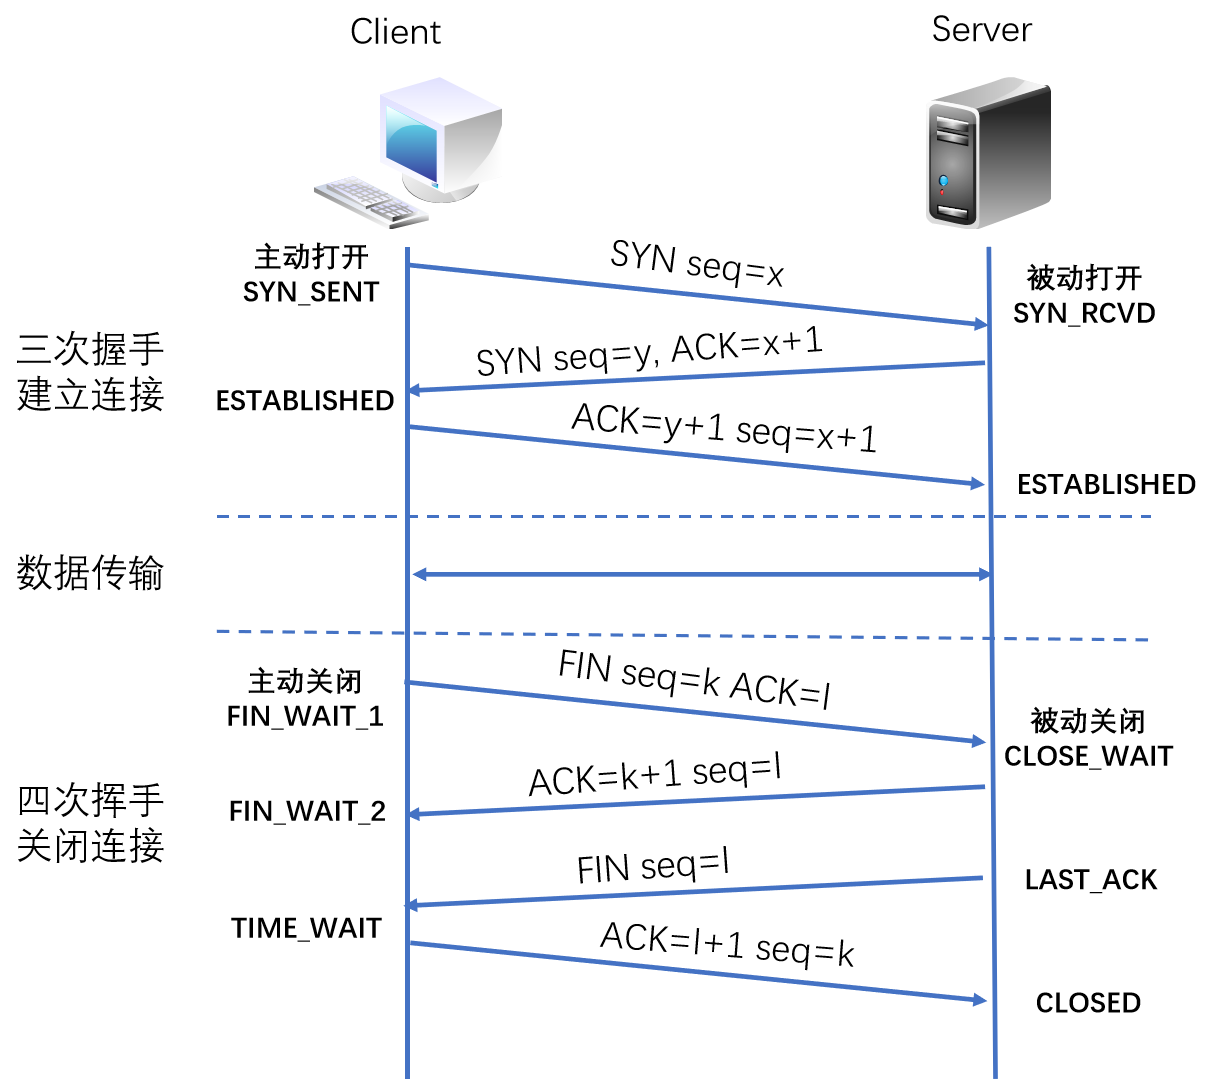 Client
Server
主动打开
SYN_SENT
SYN seq=x
被动打开
SYN_RCVD
三次握手
建立连接
SYN seq=y, ACK=x+1
ESTABLISHED
ACK=y+1 seq=x+1
ESTABLISHED
数据传输
主动关闭
FIN_WAIT_1
FIN seq=k ACK=l
被动关闭
CLOSE_WAIT
四次挥手
关闭连接
ACK=k+1 seq=l
FIN_WAIT_2
FIN seq=l
LAST_ACK
TIME_WAIT
ACK=l+1 seq=k
CLOSED